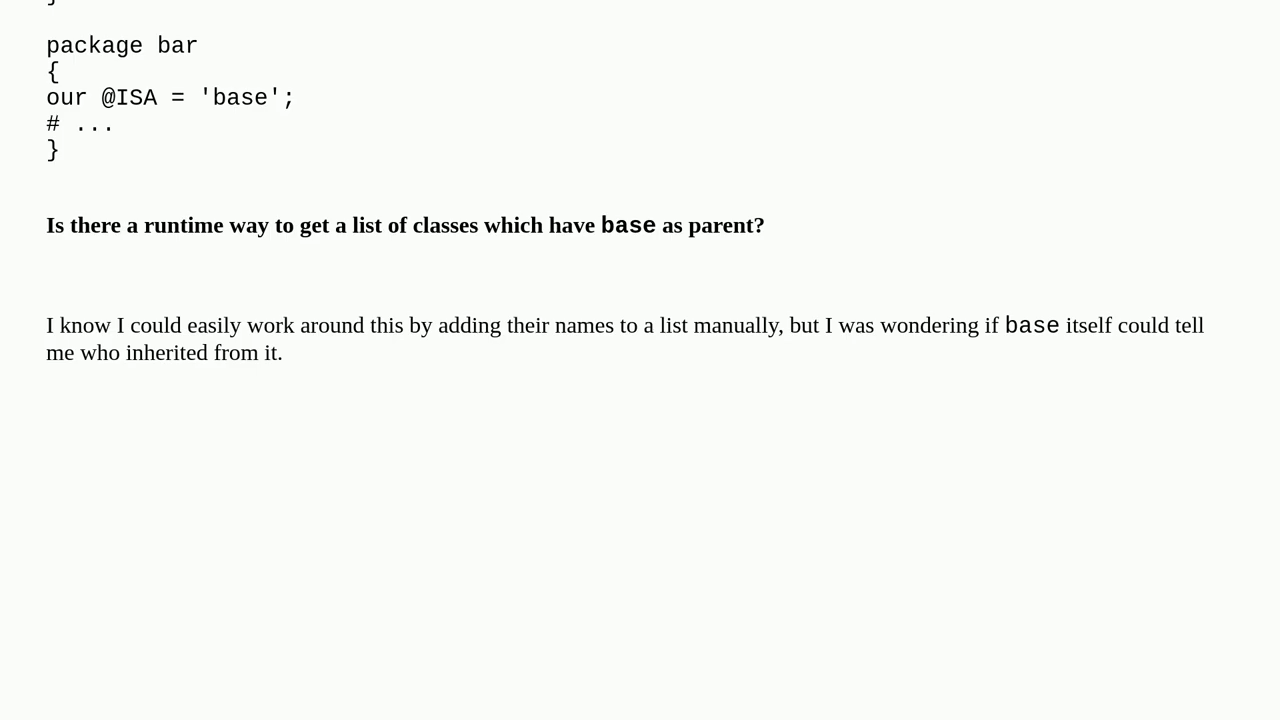 }
package bar
{
our @ISA = 'base';
# ...
}
Is there a runtime way to get a list of classes which have base as parent?
I know I could easily work around this by adding their names to a list manually, but I was wondering if base itself could tell
me who inherited from it.